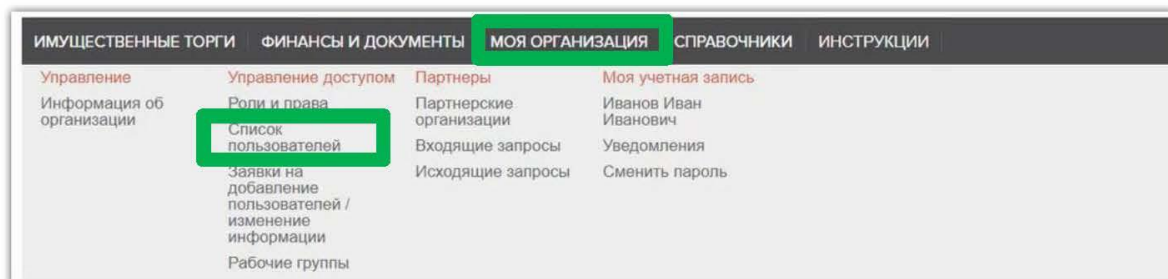 ИМУЩЕСТВЕННЫЕ ТОРГИ ФИНАНСЫ И ДОКУМЕНТЫ МОЯ ОРГАНИЗАЦИЯ СПРАВОЧНИКИ ИНСТРУКЦИИ
Управление
Информация об
организации
Управление доступом
Роли и права
Список
пользователей
Заявки на
добавление
пользователей /
изменение
информации
Рабочие группы
Партнеры
Партнерские
организации
Входящие запросы
Исходящие запросы
Моя учетная запись
Иванов Иван
Иванович
Уведомления
Сменить пароль